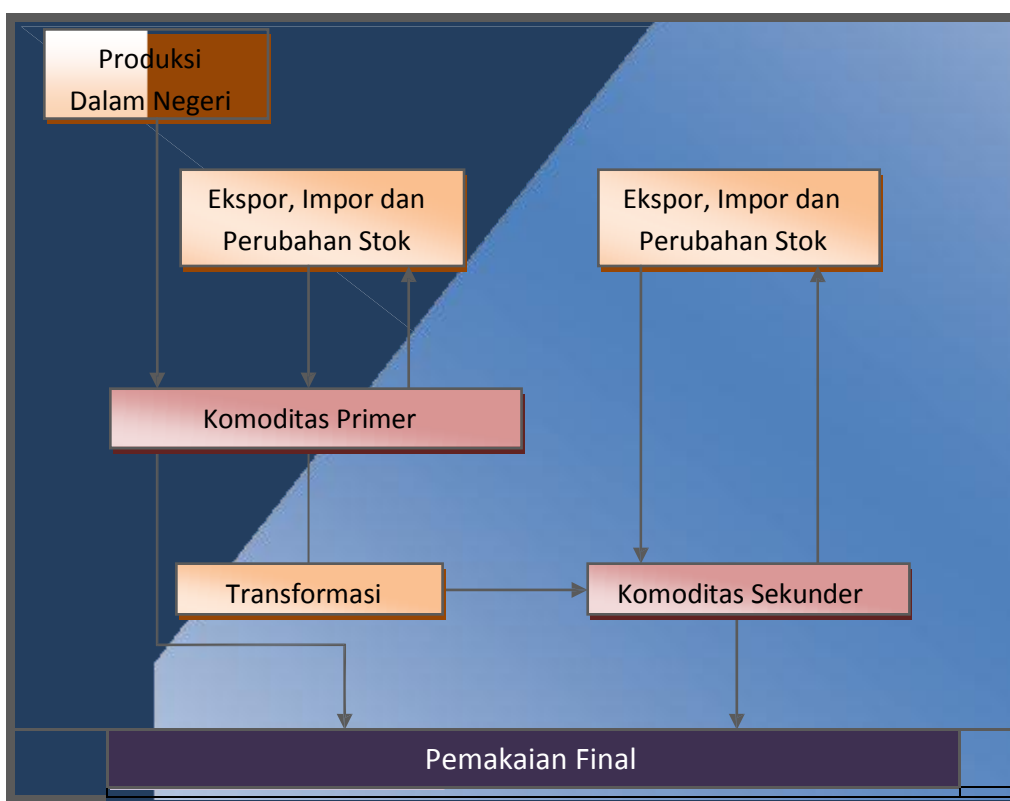 Produksi
Dalam Negeri
Ekspor, Impor dan
Perubahan Stok
Ekspor, Impor dan
Perubahan Stok
Komoditas Primer
Transformasi
Komoditas Sekunder
Pemakaian Final